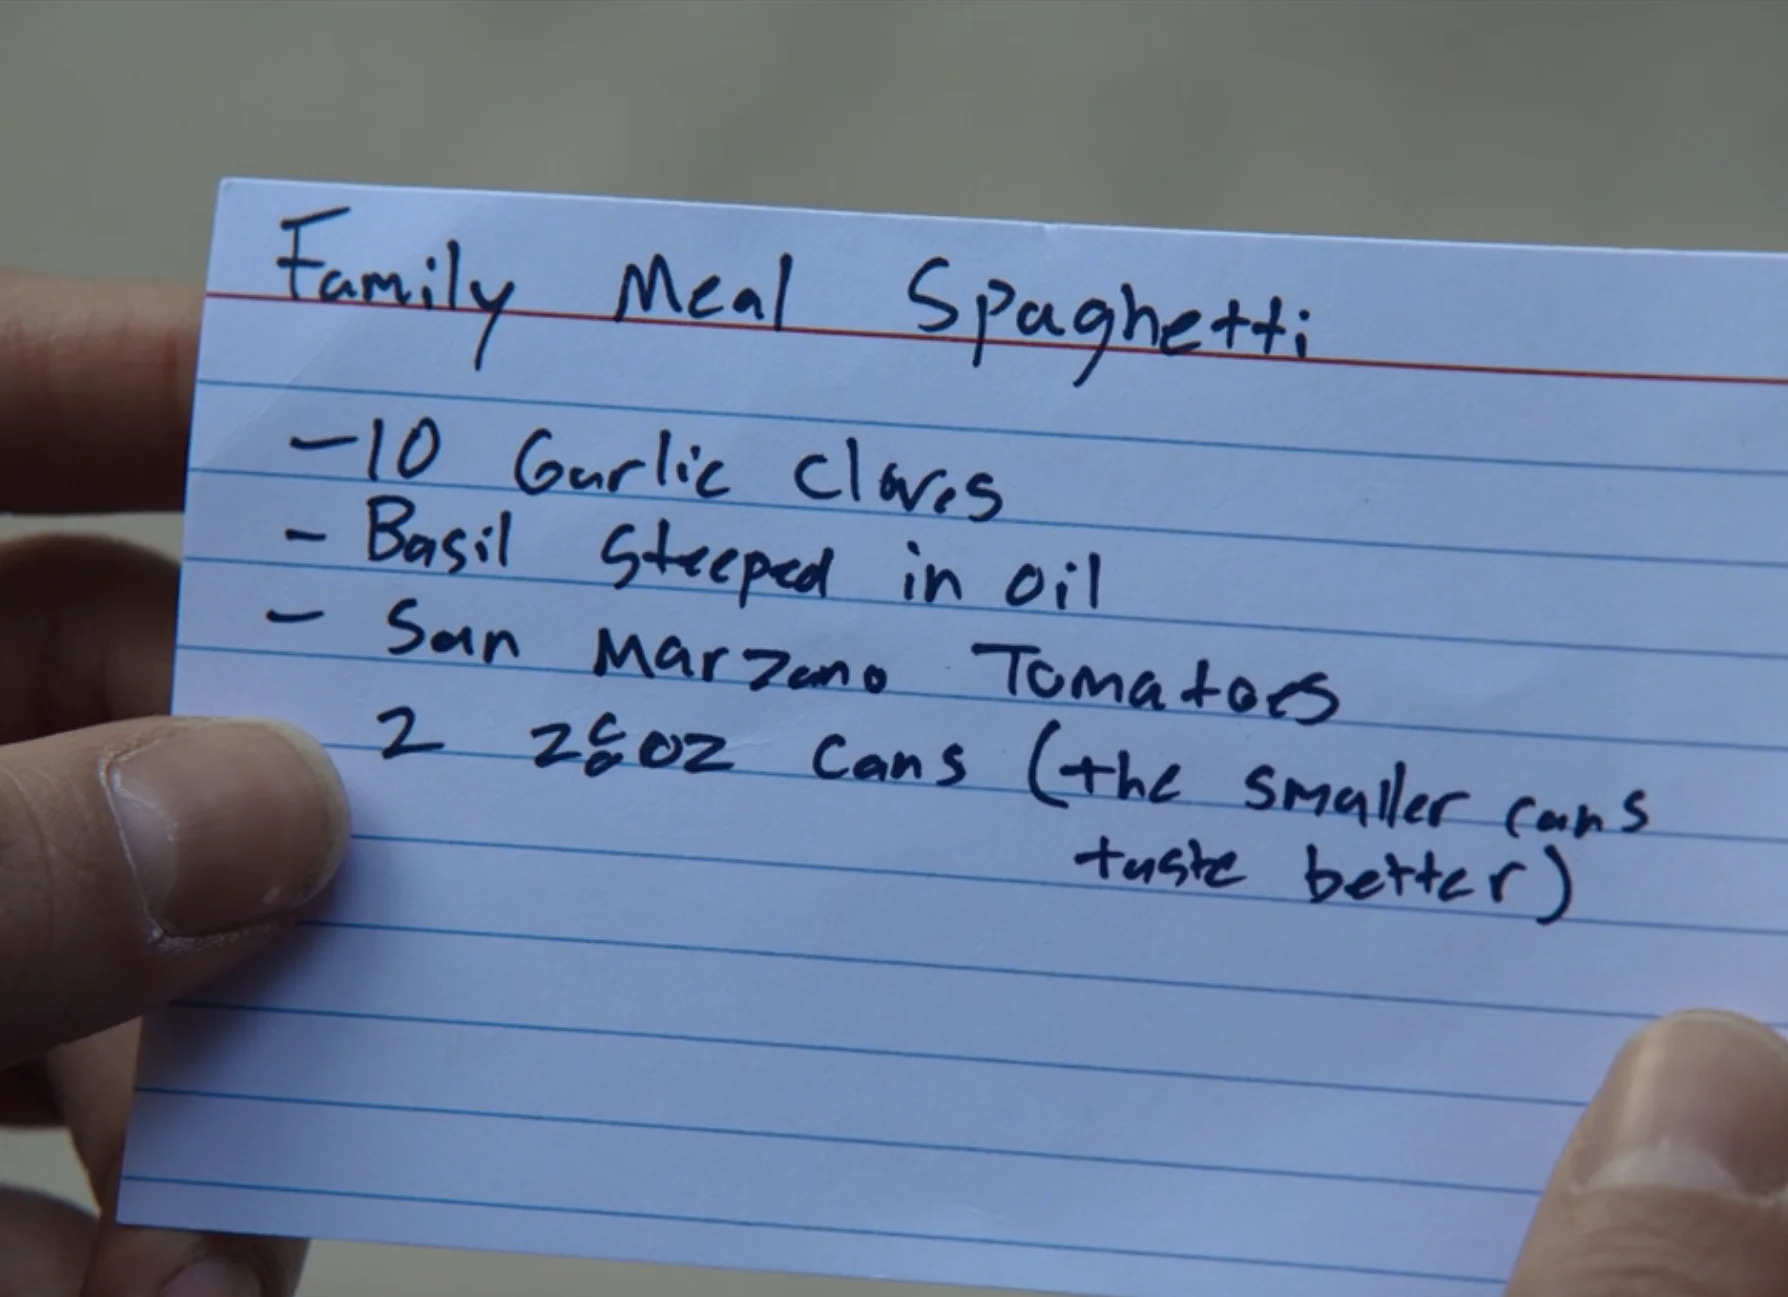 Family Meal Spaghetti
-10 Garlic Cloves
- Basil steeped in oil
- San Marzano Tomatoes
2 28oz cans (the smaller cans
taste better)